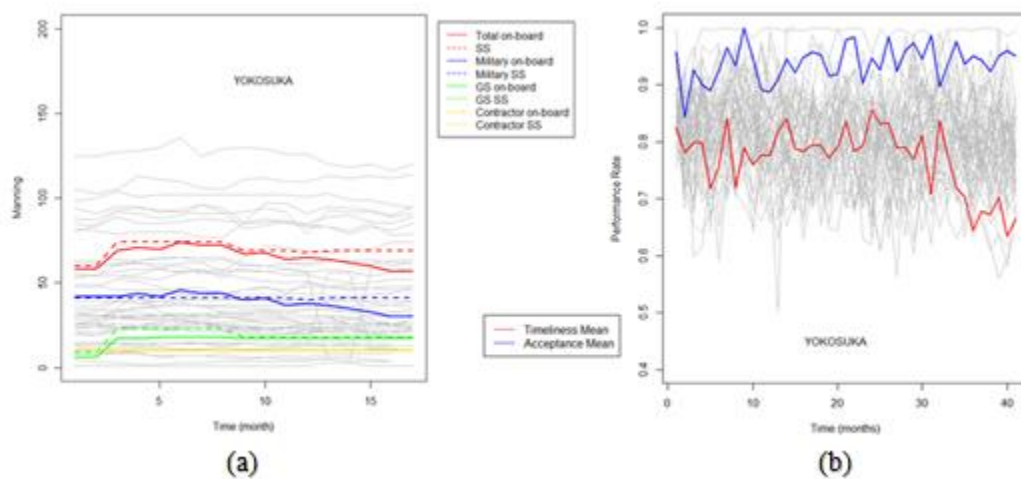 200
150
100
50
0
Manning
YOKOSUKA
5
10
15
Time (month)
(a)
Total on-board
SS
Military on-board
Military SS
GS on-board
GS SS
Contractor on-board
Contractor SS
Timeliness Mean
Acceptance Mean
1.0
0.9
0.8
0.7
0.6
0.5
0.4
Performance Rate
YOKOSUKA
0
10
20
30
40
Time (months)
(b)